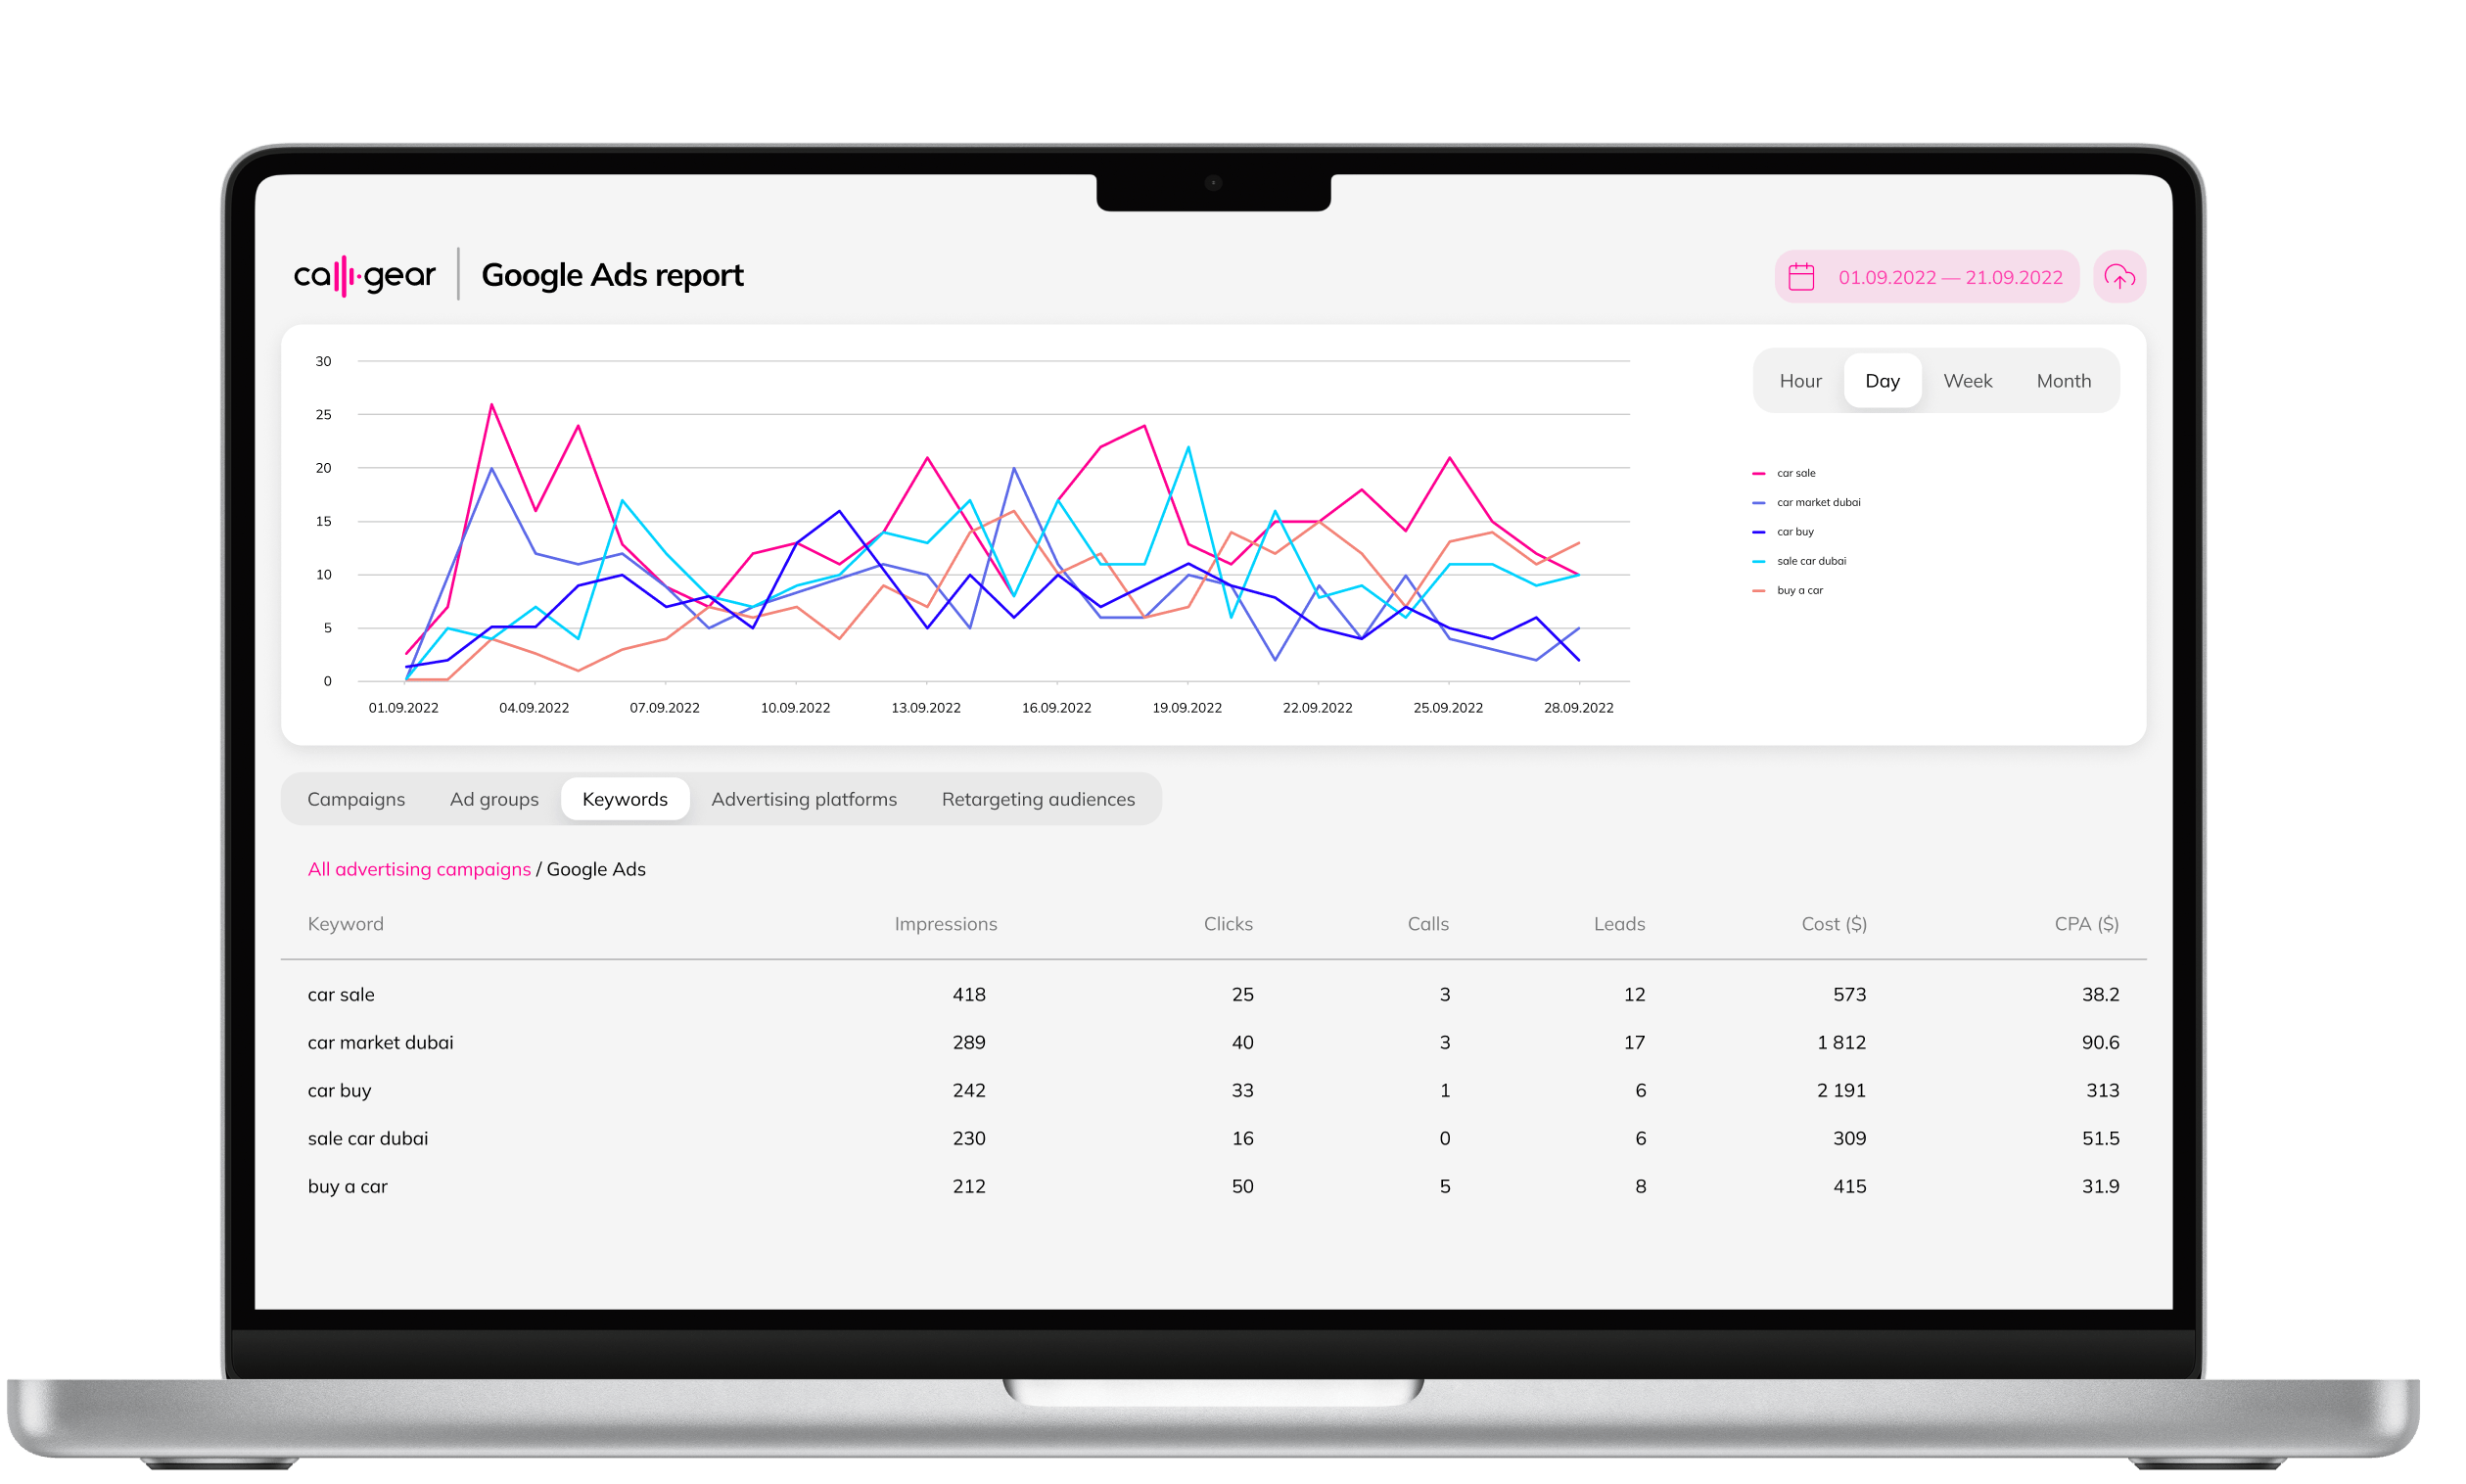 callgear
Google Ads report
01.09.2022 — 21.09.2022
30
25
20
15
10
5
0
01.09.2022 04.09.2022 07.09.2022 10.09.2022 13.09.2022 16.09.2022 19.09.2022 22.09.2022 25.09.2022 28.09.2022
Hour Day Week Month
car sale
car market dubai
car buy
sale car dubai
buy a car
Campaigns Ad groups Keywords Advertising platforms Retargeting audiences
All advertising campaigns / Google Ads
Keyword Impressions Clicks Calls Leads Cost ($) CPA ($)
car sale 418 25 3 12 573 38.2
car market dubai 289 40 3 17 1 812 90.6
car buy 242 33 1 6 2 191 313
sale car dubai 230 16 0 6 309 51.5
buy a car 212 50 5 8 415 31.9